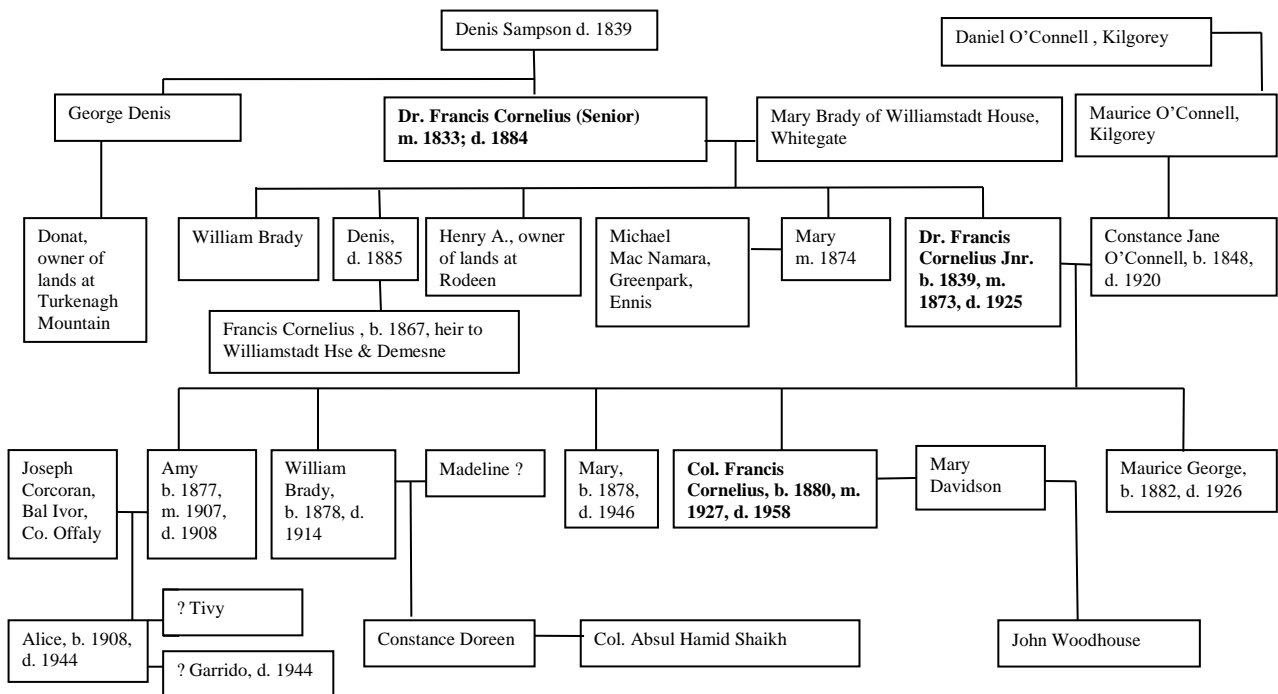 Denis Sampson d. 1839
Daniel O’Connell , Kilgorey
George Denis
Dr. Francis Cornelius (Senior)
m. 1833; d. 1884
Mary Brady of Williamstadt House,
Whitegate
Maurice O’Connell,
Kilgorey
Donat,
owner of
lands at
Turkenagh
Mountain
William Brady
Denis,
d. 1885
Henry A., owner
of lands at
Rodeen
Michael
Mac Namara,
Greenpark,
Ennis
Mary
m. 1874
Dr. Francis
Cornelius Jnr.
b. 1839, m.
1873, d. 1925
Constance Jane
O’Connell, b. 1848,
d. 1920
Francis Cornelius , b. 1867, heir to
Williamstadt Hse & Demesne
Joseph
Corcoran,
Bal Ivor,
Co. Offaly
Amy
b. 1877,
m. 1907,
d. 1908
William
Brady,
b. 1878, d.
1914
Madeline ?
Mary,
b. 1878,
d. 1946
Col. Francis
Cornelius, b. 1880, m.
1927, d. 1958
Mary
Davidson
Maurice George,
b. 1882, d. 1926
? Tivy
Alice, b. 1908,
d. 1944
? Garrido, d. 1944
Constance Doreen
Col. Absul Hamid Shaikh
John Woodhouse